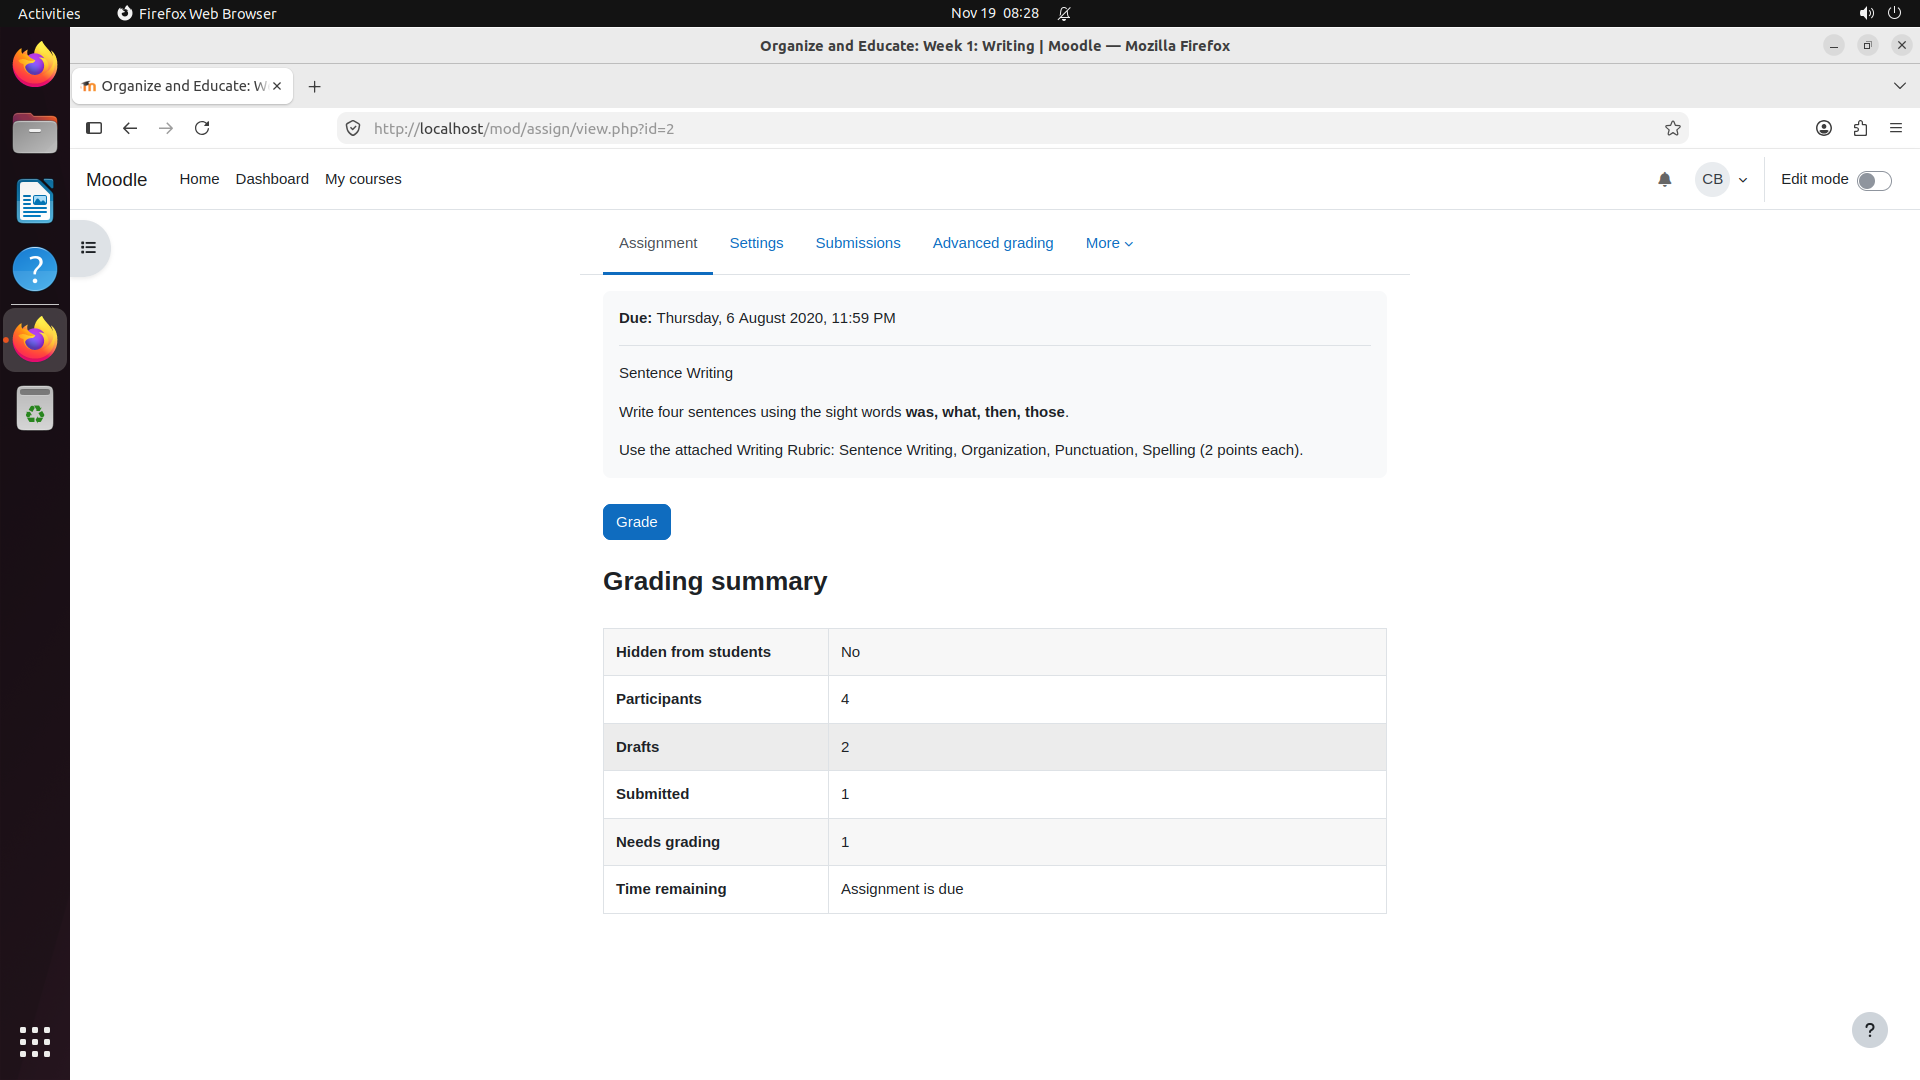 Activities
Firefox Web Browser
Nov 19 08:28
Organize and Educate: Week 1: Writing | Moodle — Mozilla Firefox
Organize and Educate: W
http://localhost/mod/assign/view.php?id=2
Moodle
Home
Dashboard
My courses
CB
Edit mode
Assignment
Settings
Submissions
Advanced grading
More
Due: Thursday, 6 August 2020, 11:59 PM
Sentence Writing
Write four sentences using the sight words was, what, then, those.
Use the attached Writing Rubric: Sentence Writing, Organization, Punctuation, Spelling (2 points each).
Grade
Grading summary
Hidden from students No
Participants 4
Drafts 2
Submitted 1
Needs grading 1
Time remaining Assignment is due
?